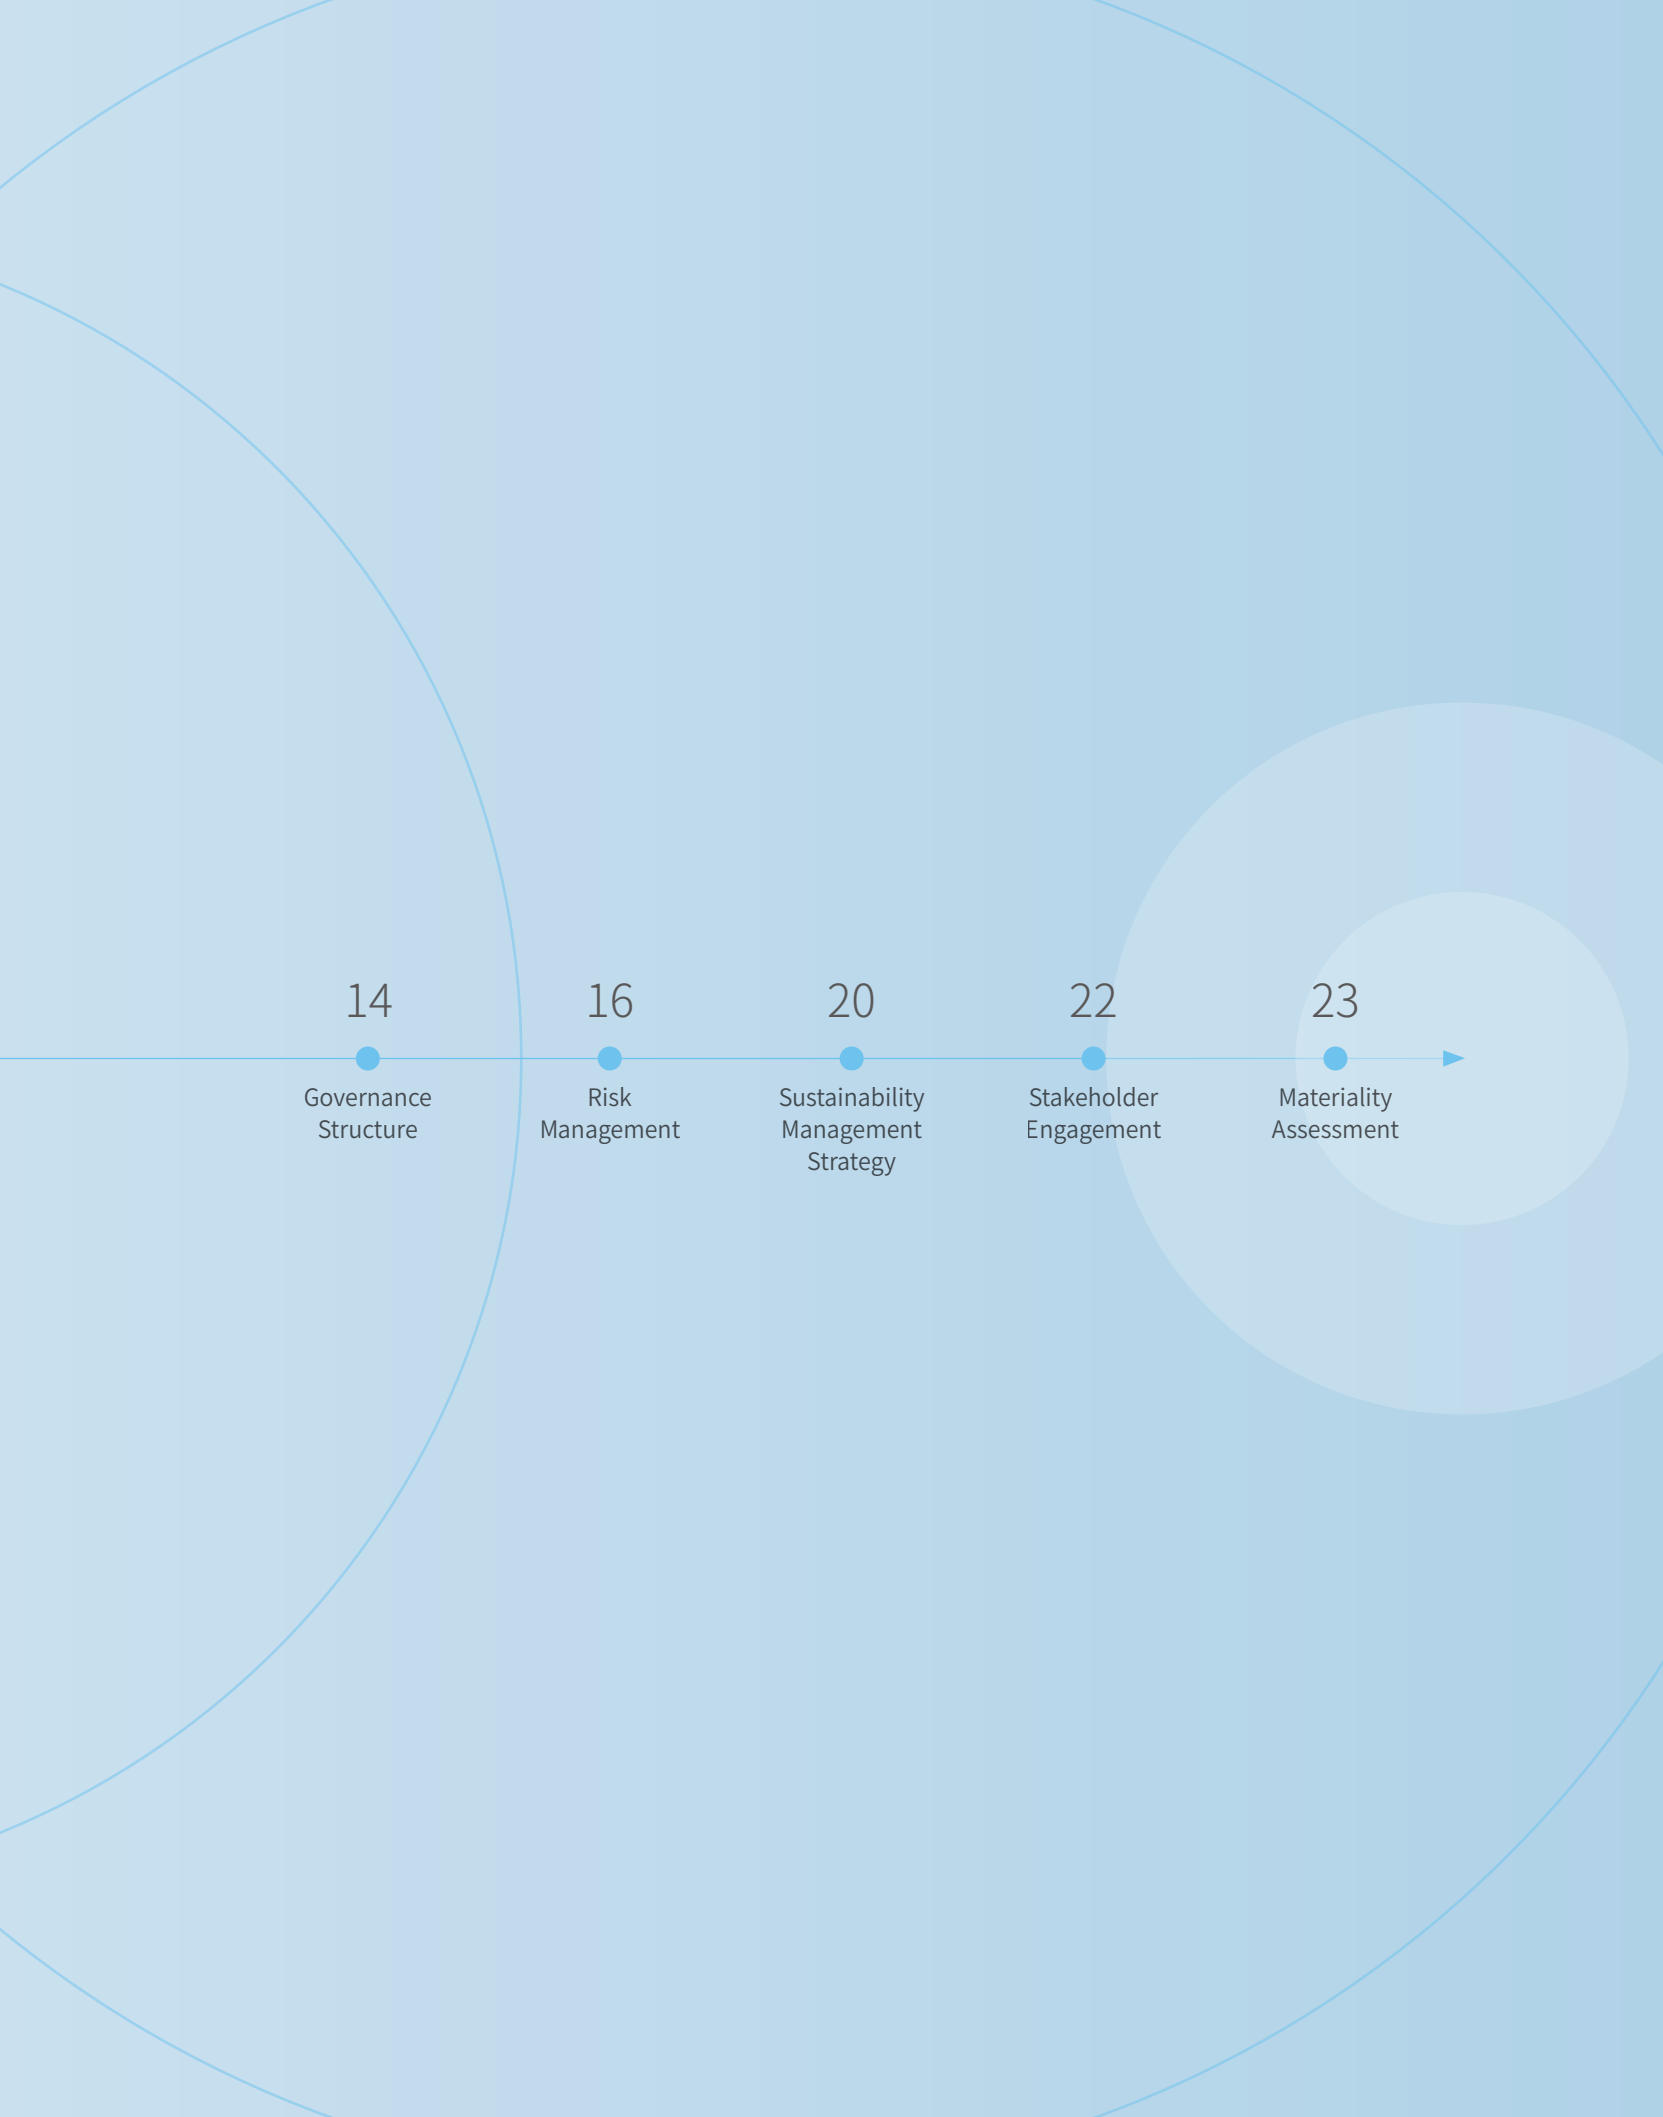 14
Governance
Structure
16
Risk
Management
20
Sustainability
Management
Strategy
22
Stakeholder
Engagement
23
Materiality
Assessment